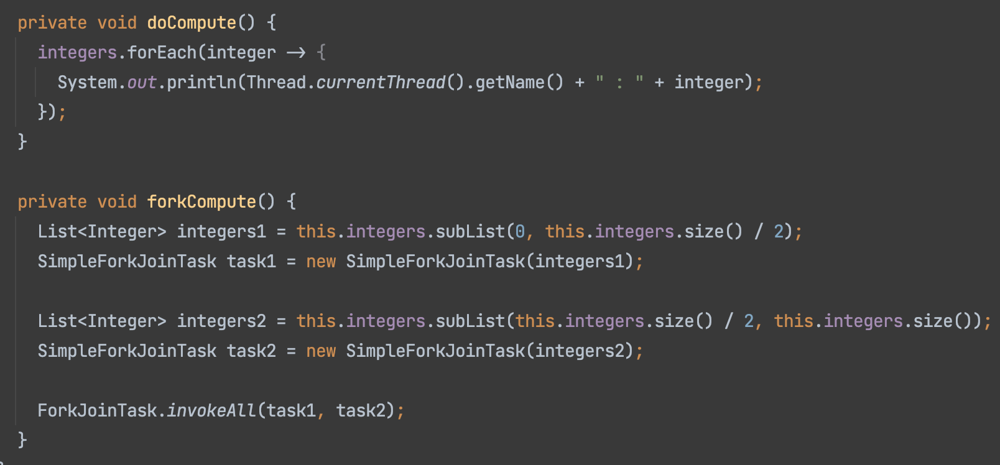 private void doCompute() {
integers.forEach(integer -> {
System.out.println(Thread.currentThread().getName() + " : " + integer);
});
}
private void forkCompute() {
List<Integer> integers1 = this.integers.subList(0, this.integers.size() / 2);
SimpleForkJoinTask task1 = new SimpleForkJoinTask(integers1);
List<Integer> integers2 = this.integers.subList(this.integers.size() / 2, this.integers.size());
SimpleForkJoinTask task2 = new SimpleForkJoinTask(integers2);
ForkJoinTask.invokeAll(task1, task2);
}